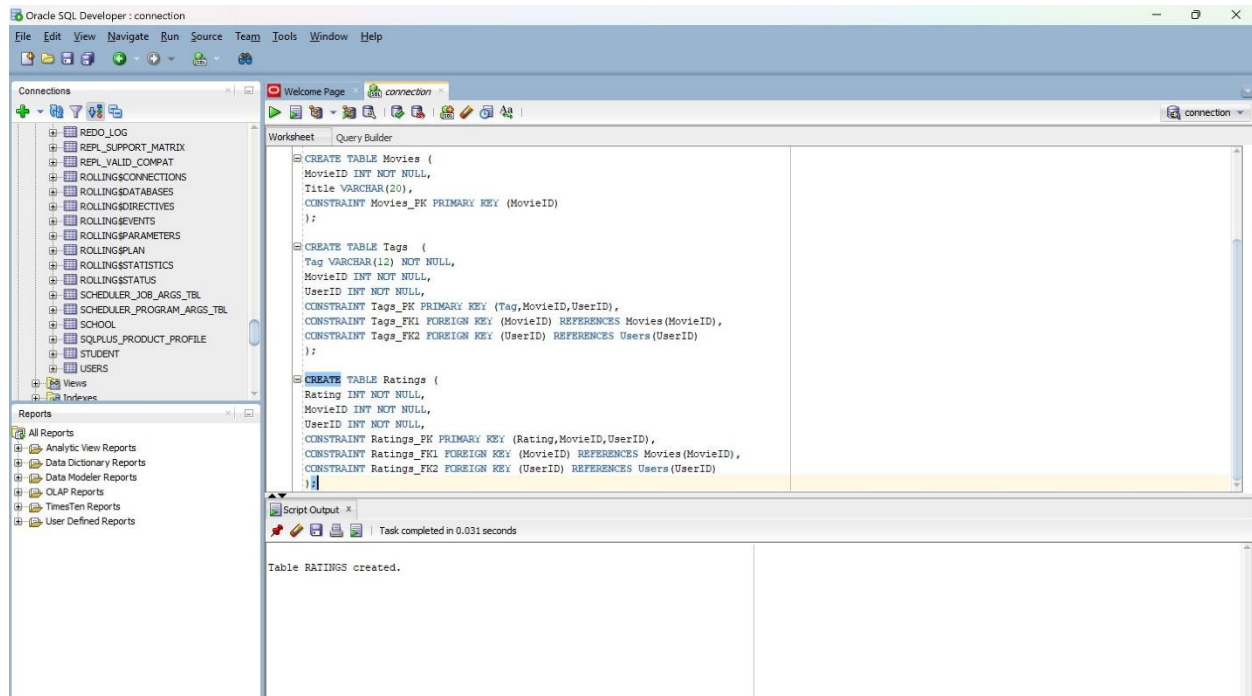 Oracle SQL Developer : connection
File Edit View Navigate Run Source Team Tools Window Help
Connections
REDO_LOG
REPL_SUPPORT_MATRIX
REPL_VALID_COMPAT
ROLLING$CONNECTIONS
ROLLING$DATABASES
ROLLING$DIRECTIVES
ROLLING$EVENTS
ROLLING$PARAMETERS
ROLLING$PLAN
ROLLING$STATISTICS
ROLLING$STATUS
SCHEDULER_JOB_ARGS_TBL
SCHEDULER_PROGRAM_ARGS_TBL
SCHOOL
SQLPLUS_PRODUCT_PROFILE
STUDENT
USERS
Views
Indexes
Reports
All Reports
Analytic View Reports
Data Dictionary Reports
Data Modeler Reports
OLAP Reports
TimesTen Reports
User Defined Reports
Welcome Page connection
connection
Worksheet Query Builder
CREATE TABLE Movies (
MovieID INT NOT NULL,
Title VARCHAR(20),
CONSTRAINT Movies_PK PRIMARY KEY (MovieID)
);
CREATE TABLE Tags (
Tag VARCHAR(12) NOT NULL,
MovieID INT NOT NULL,
UserID INT NOT NULL,
CONSTRAINT Tags_PK PRIMARY KEY (Tag,MovieID,UserID),
CONSTRAINT Tags_FK1 FOREIGN KEY (MovieID) REFERENCES Movies(MovieID),
CONSTRAINT Tags_FK2 FOREIGN KEY (UserID) REFERENCES Users(UserID)
);
CREATE TABLE Ratings (
Rating INT NOT NULL,
MovieID INT NOT NULL,
UserID INT NOT NULL,
CONSTRAINT Ratings_PK PRIMARY KEY (Rating,MovieID,UserID),
CONSTRAINT Ratings_FK1 FOREIGN KEY (MovieID) REFERENCES Movies(MovieID),
CONSTRAINT Ratings_FK2 FOREIGN KEY (UserID) REFERENCES Users(UserID)
);
Script Output
Task completed in 0.031 seconds
Table RATINGS created.